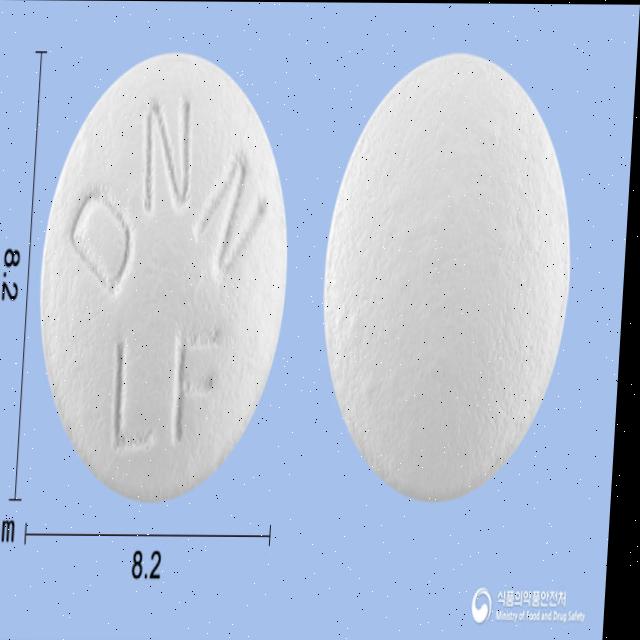 DNN
LF
8.2
m
8.2
식품의약품안전처
Ministry of Food and Drug Safety